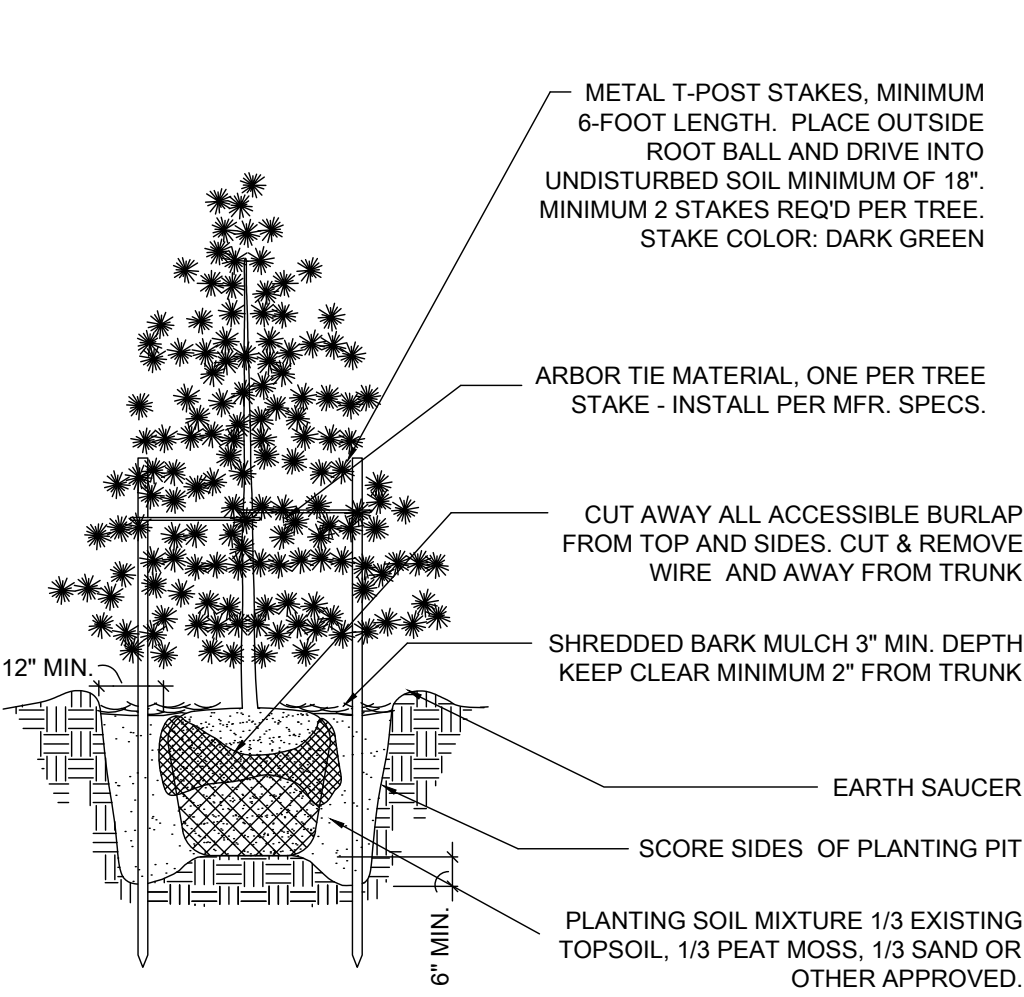 METAL T-POST STAKES, MINIMUM
6-FOOT LENGTH. PLACE OUTSIDE
ROOT BALL AND DRIVE INTO
UNDISTURBED SOIL MINIMUM OF 18".
MINIMUM 2 STAKES REQ'D PER TREE.
STAKE COLOR: DARK GREEN
ARBOR TIE MATERIAL, ONE PER TREE
STAKE - INSTALL PER MFR. SPECS.
CUT AWAY ALL ACCESSIBLE BURLAP
FROM TOP AND SIDES. CUT & REMOVE
WIRE AND AWAY FROM TRUNK
SHREDDED BARK MULCH 3" MIN. DEPTH
KEEP CLEAR MINIMUM 2" FROM TRUNK
12" MIN.
EARTH SAUCER
SCORE SIDES OF PLANTING PIT
PLANTING SOIL MIXTURE 1/3 EXISTING
TOPSOIL, 1/3 PEAT MOSS, 1/3 SAND OR
OTHER APPROVED.
6" MIN.